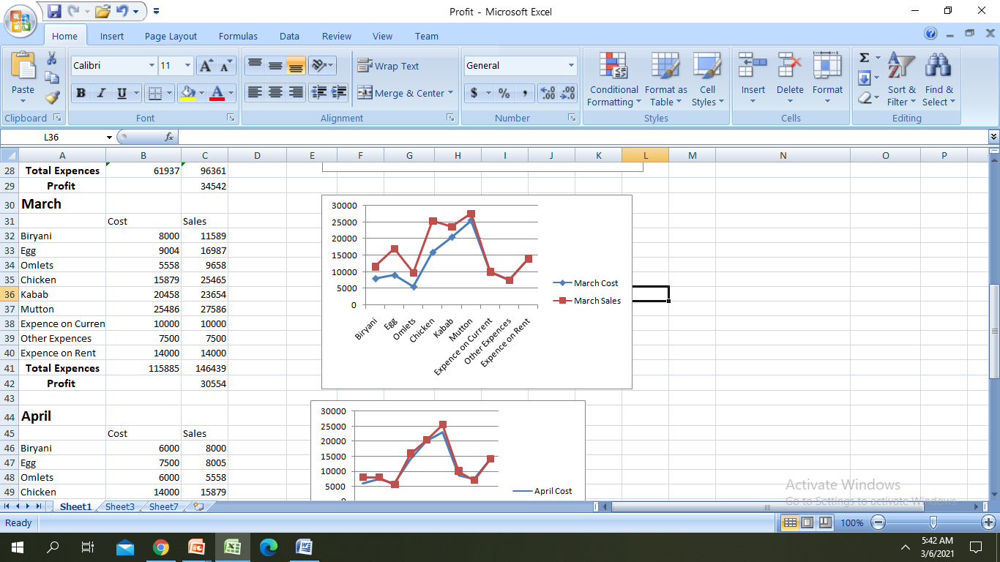 Profit - Microsoft Excel
Home Insert Page Layout Formulas Data Review View Team
Paste
Calibri 11
B I U A A A
Wrap Text
Merge & Center
General
$ % ,
Conditional Formatting
Format as Table
Cell Styles
Insert Delete Format
Σ
Sort & Filter
Find & Select
Clipboard Font Alignment Number Styles Cells Editing
L36 fx
A B C D E F G H I J K L M N O P
28 Total Expences 61937 96361
29 Profit 34542
30 March
31 Cost Sales
32 Biryani 8000 11589
33 Egg 9004 16987
34 Omlets 5558 9658
35 Chicken 15879 25465
36 Kabab 20458 23654
37 Mutton 25486 27586
38 Expence on Curren 10000 10000
39 Other Expences 7500 7500
40 Expence on Rent 14000 14000
41 Total Expences 115885 146439
42 Profit 30554
43
44 April
45 Cost Sales
46 Biryani 6000 8000
47 Egg 7500 8005
48 Omlets 6000 5558
49 Chicken 14000 15879
30000
25000
20000
15000
10000
5000
0
Biryani
Egg
Omlets
Chicken
Kabab
Mutton
Expence on Current
Other Expences
Expence on Rent
March Cost
March Sales
30000
25000
20000
15000
10000
5000
April Cost
Activate Windows
Go to Settings to activate Windows.
Sheet1 Sheet3 Sheet7
Ready 100%
5:42 AM
3/6/2021